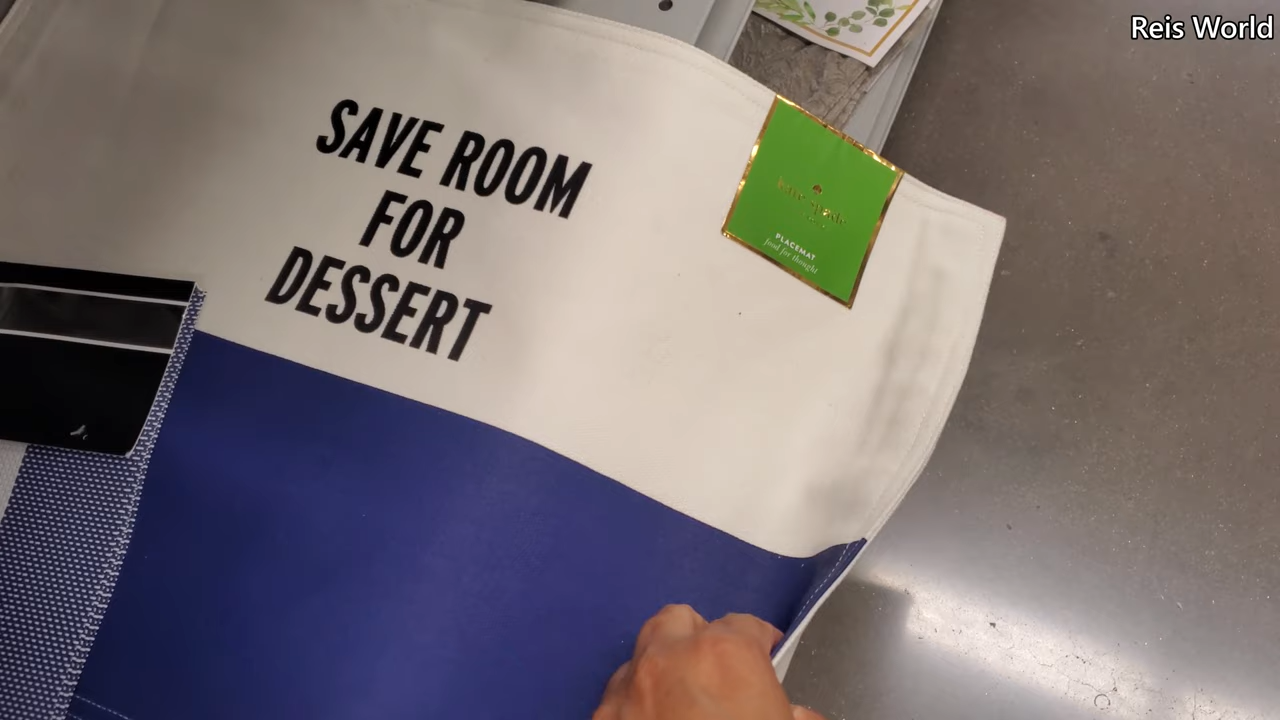 Reis World
SAVE ROOM
FOR
DESSERT
kate spade
PLACEMAT
food for thought